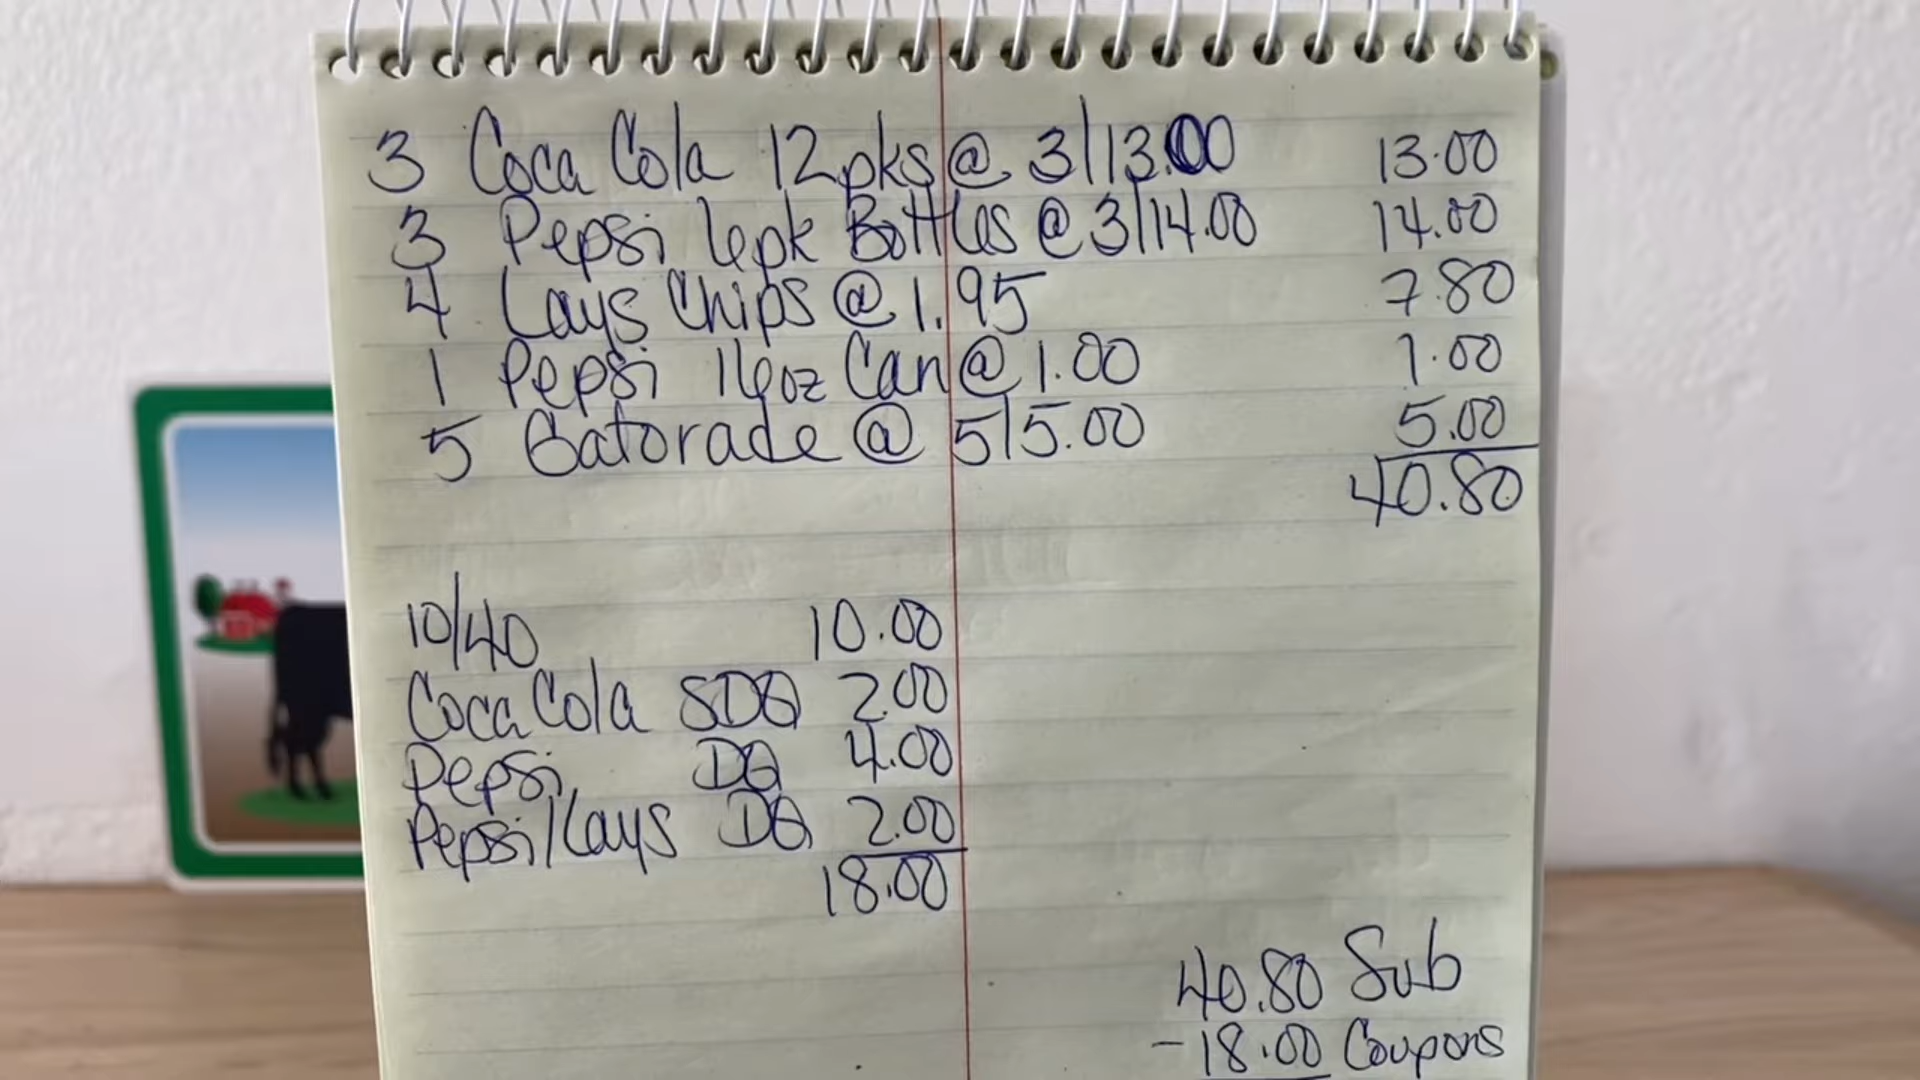 3 Coca Cola 12pks @ 3/13.00 13.00
3 Pepsi 6pk Bottles @ 3/14.00 14.00
4 Lays Chips @ 1.95 7.80
1 Pepsi 16oz Can @ 1.00 1.00
5 Gatorade @ 5/5.00 5.00
40.80
10/40 10.00
Coca Cola SDQ 2.00
Pepsi DQ 4.00
Pepsi/Lays DQ 2.00
18.00
40.80 Sub
-18.00 Coupons